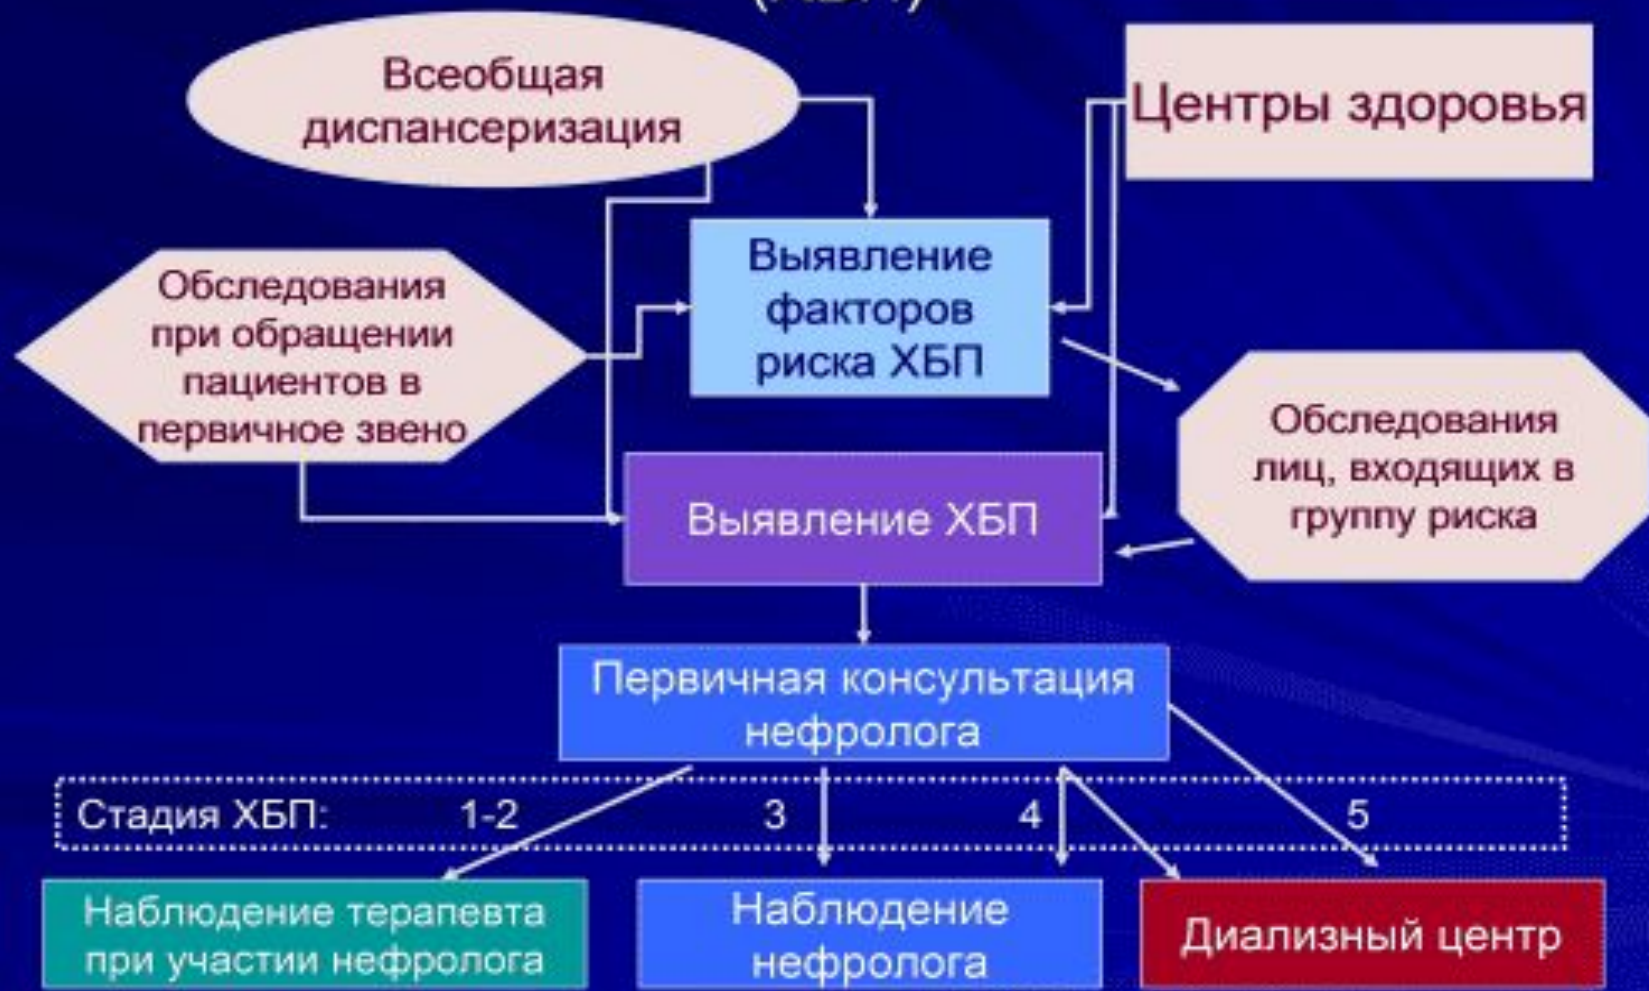 Всеобщая
диспансеризация
Центры здоровья
Выявление
факторов
риска ХБП
Обследования
при обращении
пациентов в
первичное звено
Обследования
лиц, входящих в
группу риска
Выявление ХБП
Первичная консультация
нефролога
Стадия ХБП: 1-2 3 4 5
Наблюдение терапевта
при участии нефролога
Наблюдение
нефролога
Диализный центр